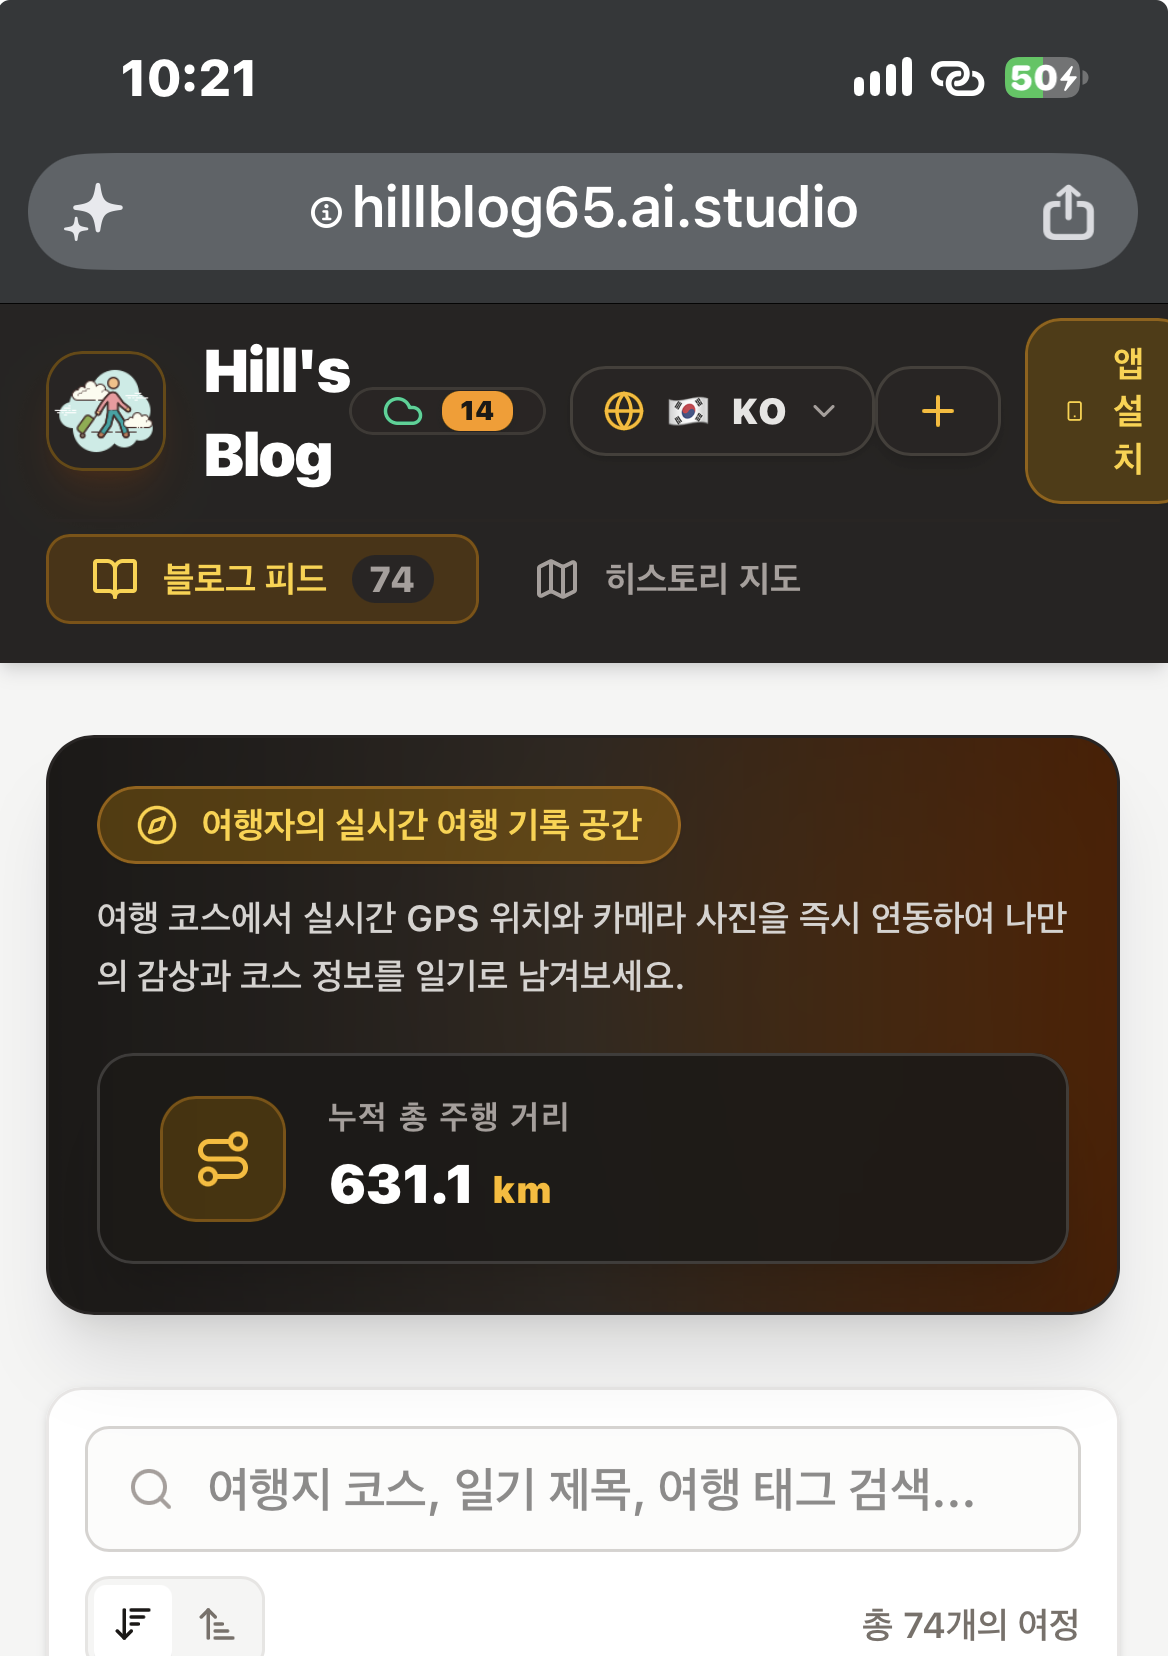 10:21
50
hillblog65.ai.studio
Hill's
Blog
14
KO
앱
설
치
블로그 피드 74
히스토리 지도
여행자의 실시간 여행 기록 공간
여행 코스에서 실시간 GPS 위치와 카메라 사진을 즉시 연동하여 나만
의 감상과 코스 정보를 일기로 남겨보세요.
누적 총 주행 거리
631.1 km
여행지 코스, 일기 제목, 여행 태그 검색...
총 74개의 여정